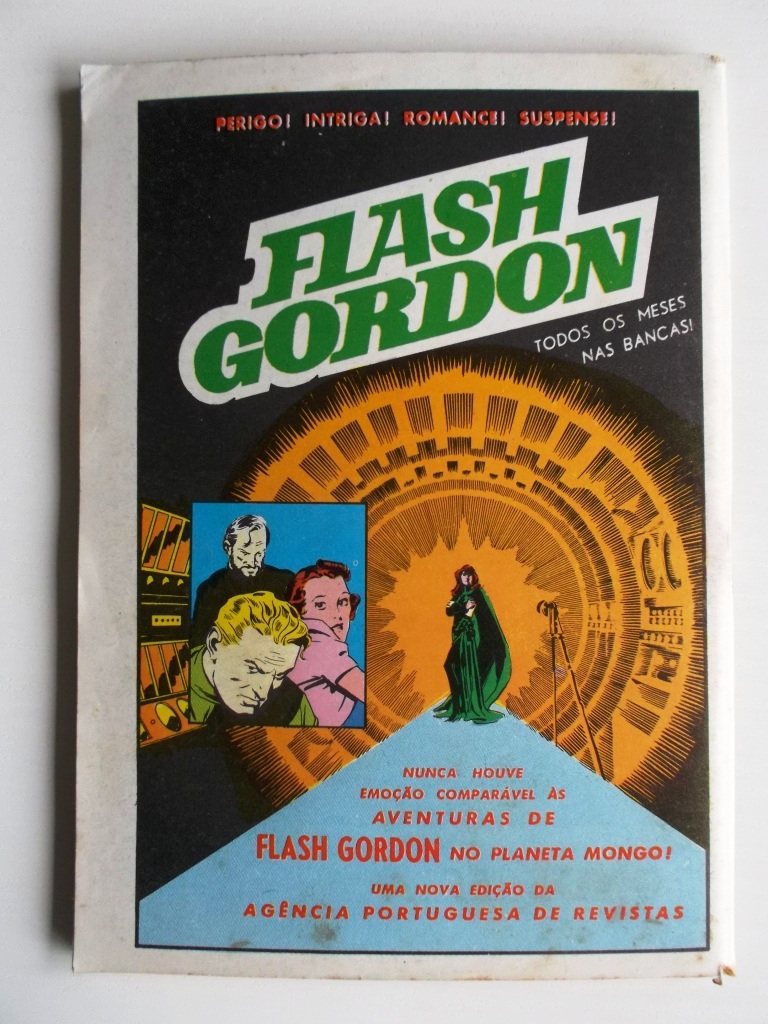 PERIGO! INTRIGA! ROMANCE! SUSPENSE!
FLASH
GORDON
TODOS OS MESES
NAS BANCAS!
NUNCA HOUVE
EMOÇÃO COMPARÁVEL ÀS
AVENTURAS DE
FLASH GORDON NO PLANETA MONGO!
UMA NOVA EDIÇÃO DA
AGÊNCIA PORTUGUESA DE REVISTAS